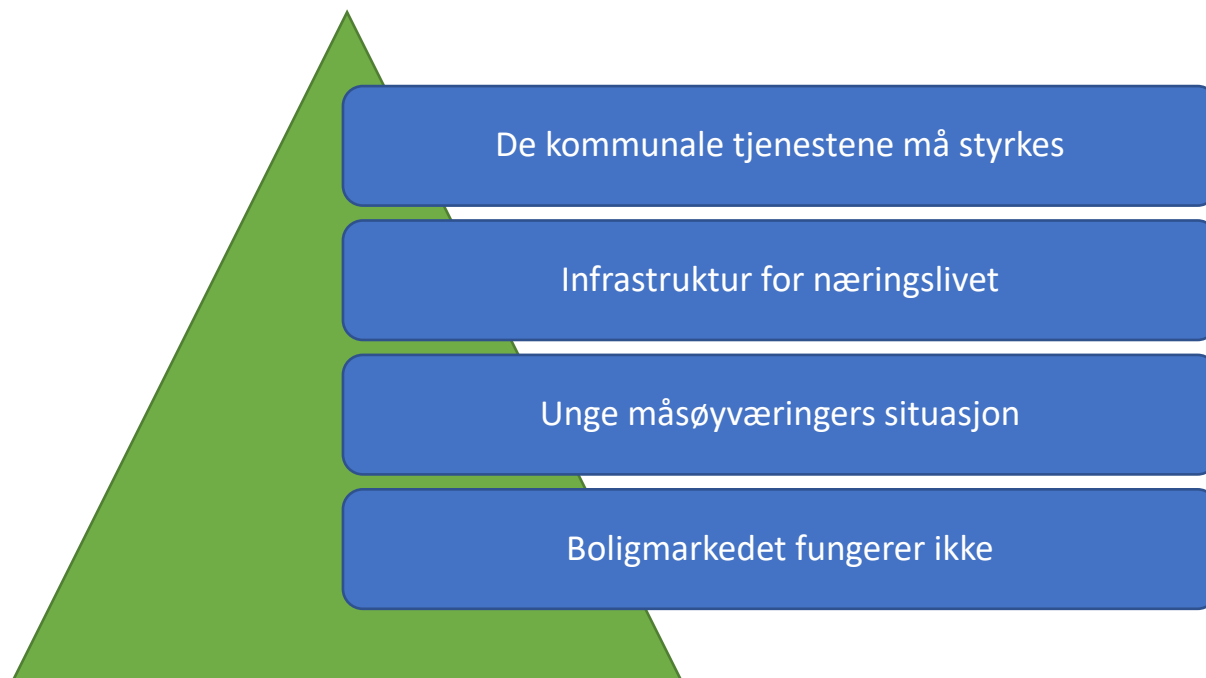 De kommunale tjenestene må styrkes
Infrastruktur for næringslivet
Unge måsøyværingers situasjon
Boligmarkedet fungerer ikke